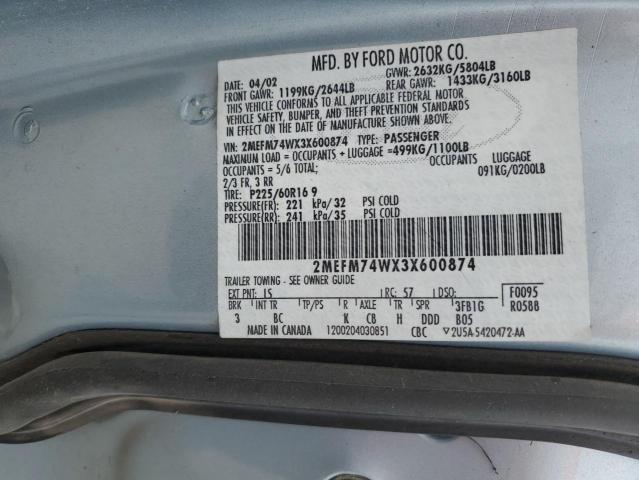 MFD. BY FORD MOTOR CO.
DATE 04/02 GVWR: 2632KG/5804LB
FRONT GAWR: 1199KG/2644LB REAR GAWR: 1433KG/3160LB
THIS VEHICLE CONFORMS TO ALL APPLICABLE FEDERAL MOTOR
VEHICLE SAFETY, BUMPER, AND THEFT PREVENTION STANDARDS
IN EFFECT ON THE DATE OF MANUFACTURE SHOWN ABOVE.
VIN: 2MEFM74WX3X600874 TYPE: PASSENGER
MAXIMUM LOAD = OCCUPANTS + LUGGAGE =499KG/1100LB
OCCUPANTS = 5/6 TOTAL; OCCUPANTS LUGGAGE
2/3 FR, 3 RR 091KG/0200LB
TIRE: P225/60R16 9
PRESSURE(FR) 221 kPa/32 PSI COLD
PRESSURE(RR) 241 kPa/35 PSI COLD
2MEFM74WX3X600874
TRAILER TOWING - SEE OWNER GUIDE
EXT PNT: IS RC: 57 DSO: F0095
BRK INT TR TP/PS R AXLE TR SPR 3FB1G R0588
3 BC K CB H DDD B05
MADE IN CANADA 1200204030851 CBC 2U5A-5420472-AA